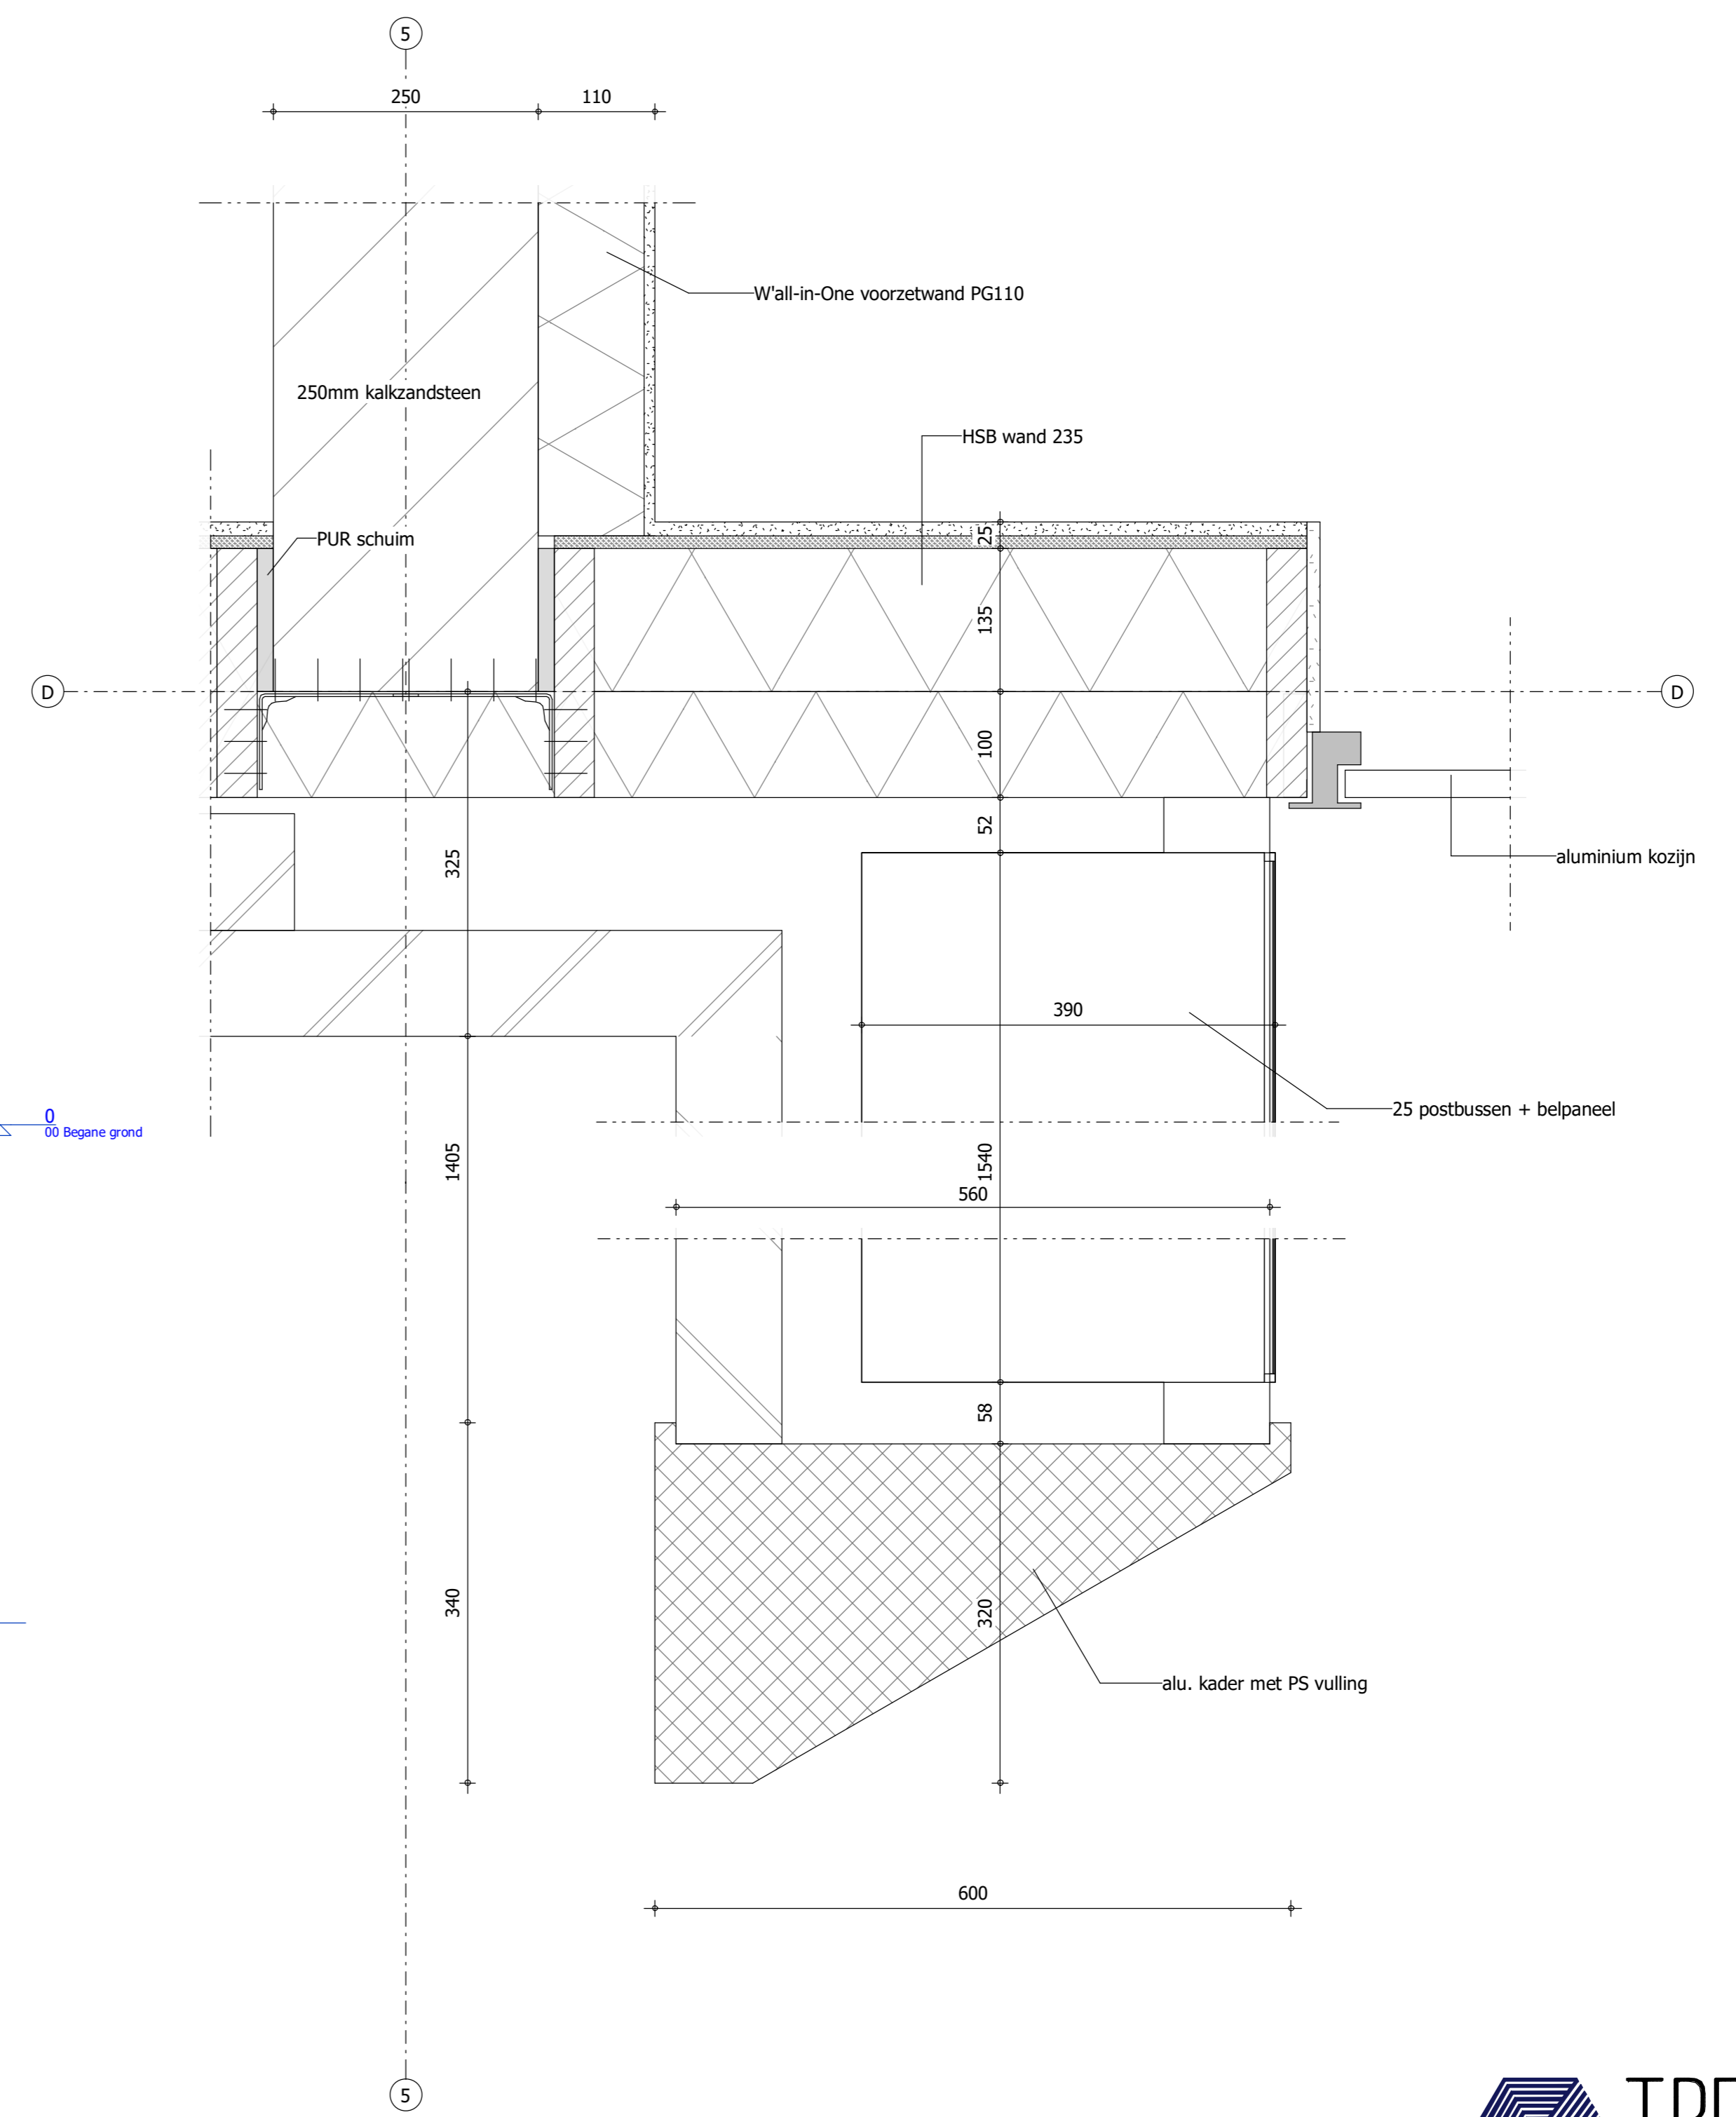 5
250
110
W'all-in-One voorzetwand PG110
250mm kalkzandsteen
HSB wand 235
25
PUR schuim
135
D
D
100
52
325
aluminium kozijn
390
25 postbussen + belpaneel
0
00 Begane grond
1405
1540
560
58
340
320
alu. kader met PS vulling
600
5